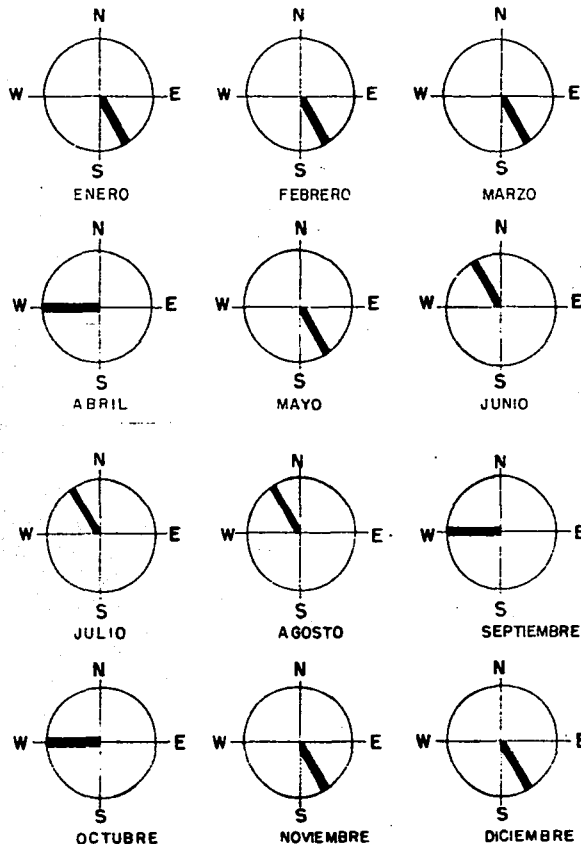 N N N
W E W E W E
S S S
ENERO FEBRERO MARZO
N N N
W E W E W E
S S S
ABRIL MAYO JUNIO
N N N
W E W E W E
S S S
JULIO AGOSTO SEPTIEMBRE
N N N
W E W E W E
S S S
OCTUBRE NOVIEMBRE DICIEMBRE